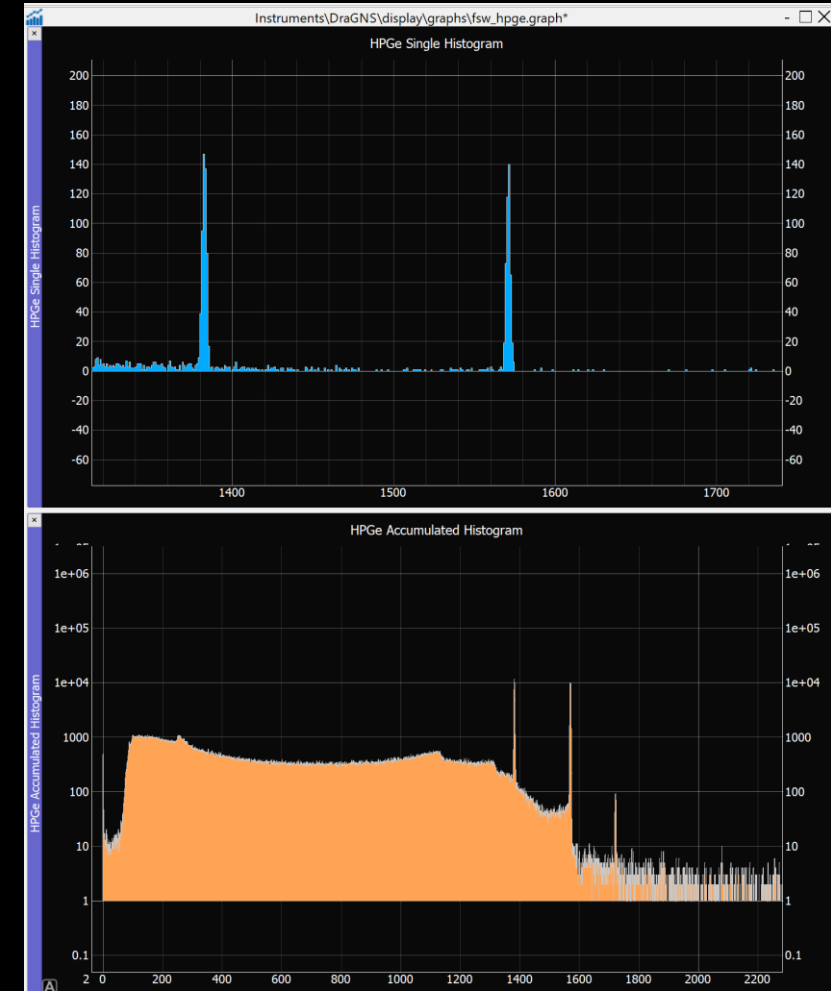 Instruments\DraGNS\display\graphs\fsw_hpge.graph*
HPGe Single Histogram
HPGe Single Histogram
200 200
180 180
160 160
140 140
120 120
100 100
80 80
60 60
40 40
20 20
0 0
-20 -20
-40 -40
-60 -60
1400 1500 1600 1700
HPGe Accumulated Histogram
HPGe Accumulated Histogram
1e+06 1e+06
1e+05 1e+05
1e+04 1e+04
1000 1000
100 100
10 10
1 1
0.1 0.1
A 2 0 200 400 600 800 1000 1200 1400 1600 1800 2000 2200